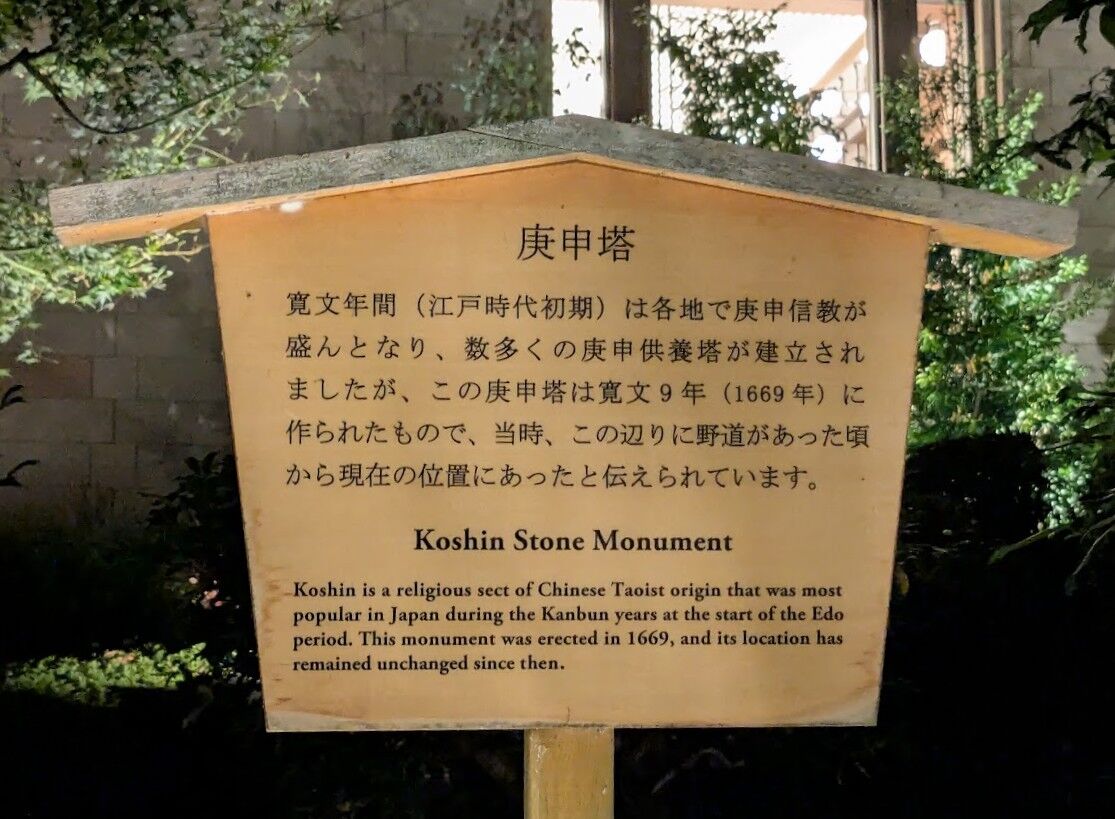 庚申塔
寛文年間（江戸時代初期）は各地で庚申信教が
盛んとなり、数多くの庚申供養塔が建立され
ましたが、この庚申塔は寛文9年（1669年）に
作られたもので、当時、この辺りに野道があった頃
から現在の位置にあったと伝えられています。
Koshin Stone Monument
Koshin is a religious sect of Chinese Taoist origin that was most
popular in Japan during the Kanbun years at the start of the Edo
period. This monument was erected in 1669, and its location has
remained unchanged since then.